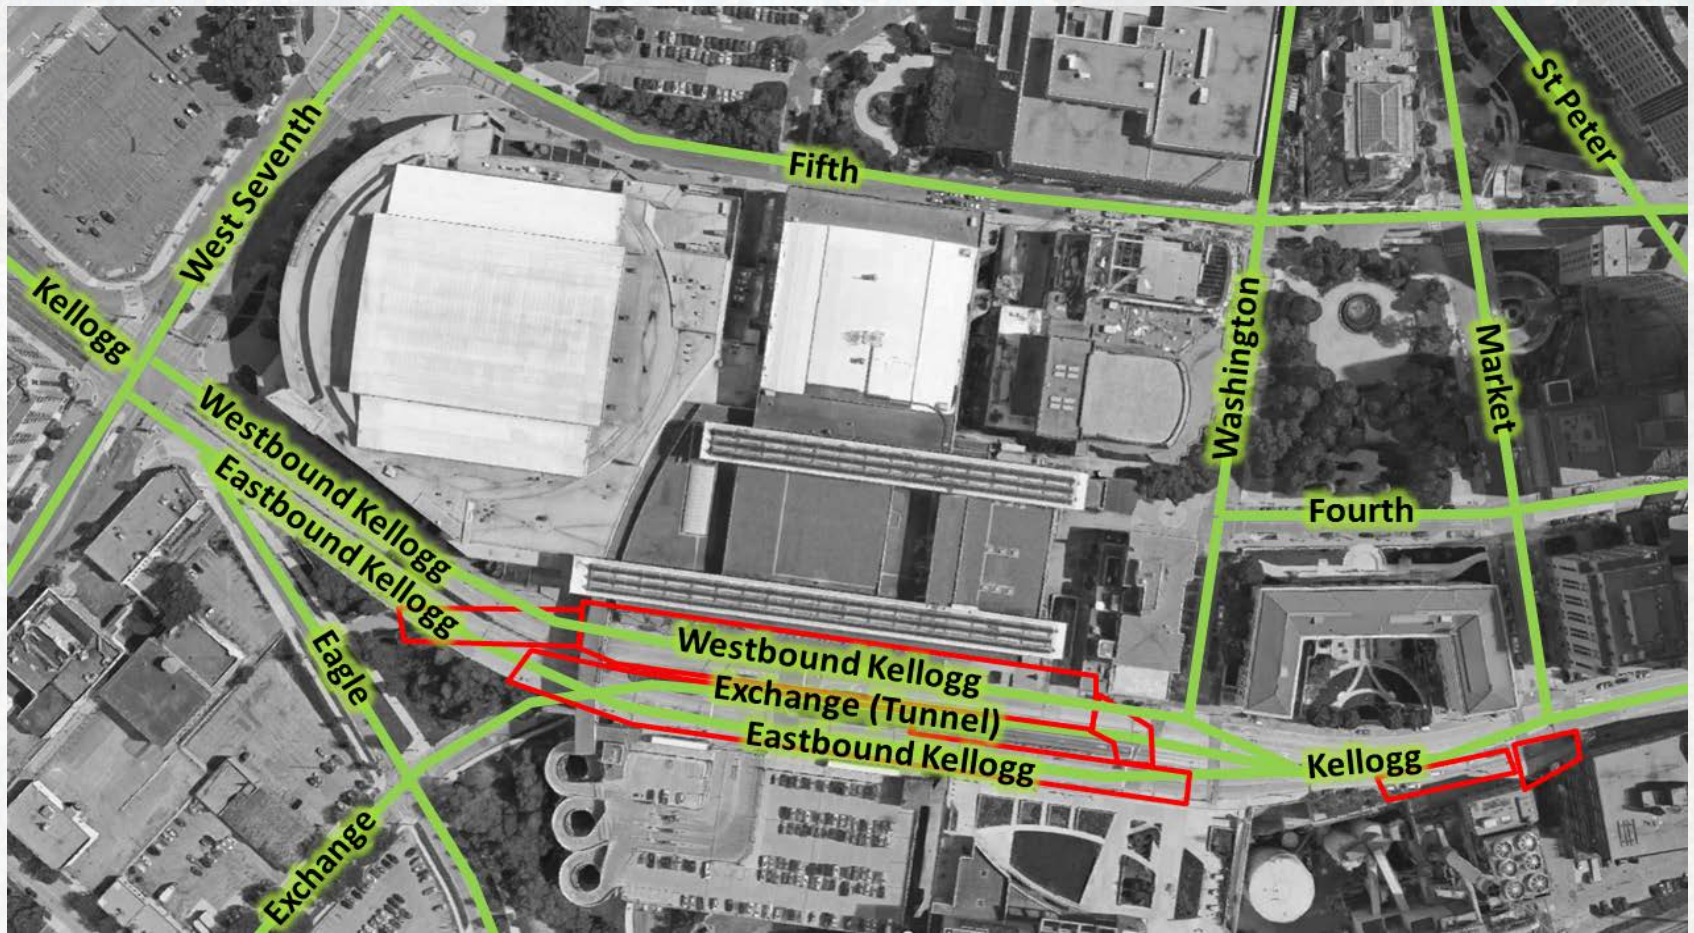 St Peter
Fifth
West Seventh
Kellogg
Washington
Market
Westbound Kellogg
Eastbound Kellogg
Fourth
Eagle
Westbound Kellogg
Exchange (Tunnel)
Eastbound Kellogg
Kellogg
Exchange